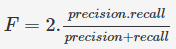 F = 2. precision.recall / precision+recall